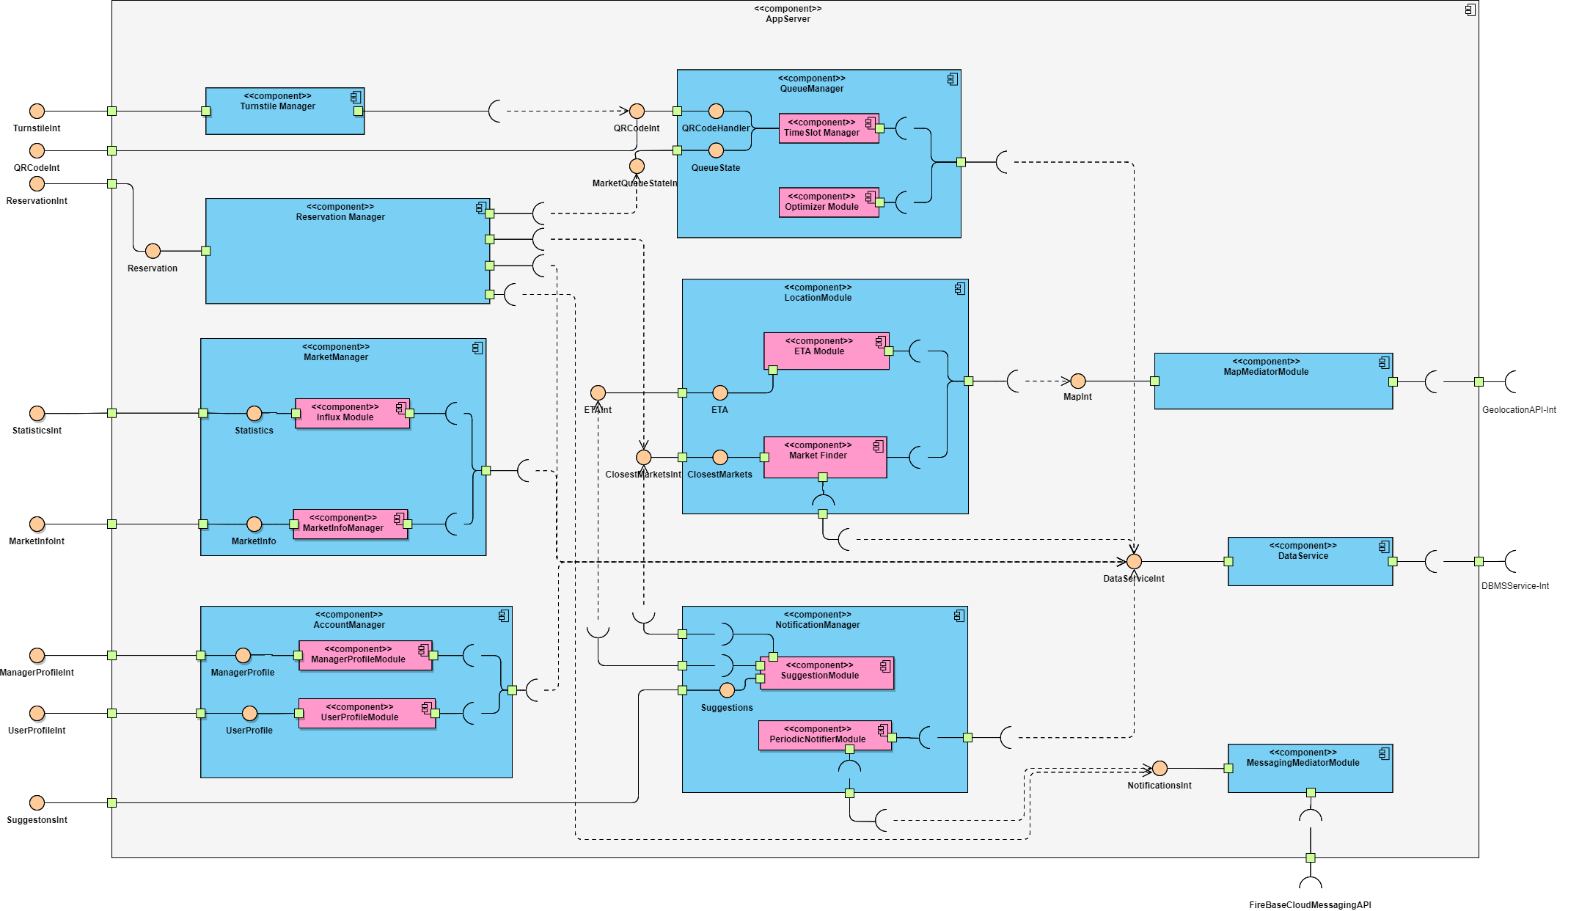 <<component>>
AppServer
<<component>>
Turnstile Manager
TurnstileInt
QRCodeInt
ReservationInt
<<component>>
QueueManager
QRCodeInt
QRCodeHandler
<<component>>
TimeSlot Manager
MarketQueueStateIn
QueueState
<<component>>
Optimizer Module
<<component>>
Reservation Manager
Reservation
<<component>>
LocationModule
<<component>>
ETA Module
ETAInt
ETA
<<component>>
Market Finder
ClosestMarketsInt
ClosestMarkets
MapInt
<<component>>
MapMediatorModule
GeolocationAPI-Int
<<component>>
MarketManager
StatisticsInt
Statistics
<<component>>
Influx Module
MarketInfoInt
MarketInfo
<<component>>
MarketInfoManager
DataServiceInt
<<component>>
DataService
DBMSService-Int
<<component>>
AccountManager
ManagerProfileInt
ManagerProfile
<<component>>
ManagerProfileModule
UserProfileInt
UserProfile
<<component>>
UserProfileModule
<<component>>
NotificationManager
<<component>>
SuggestionModule
Suggestions
<<component>>
PeriodicNotifierModule
SuggestonsInt
NotificationsInt
<<component>>
MessagingMediatorModule
FireBaseCloudMessagingAPI